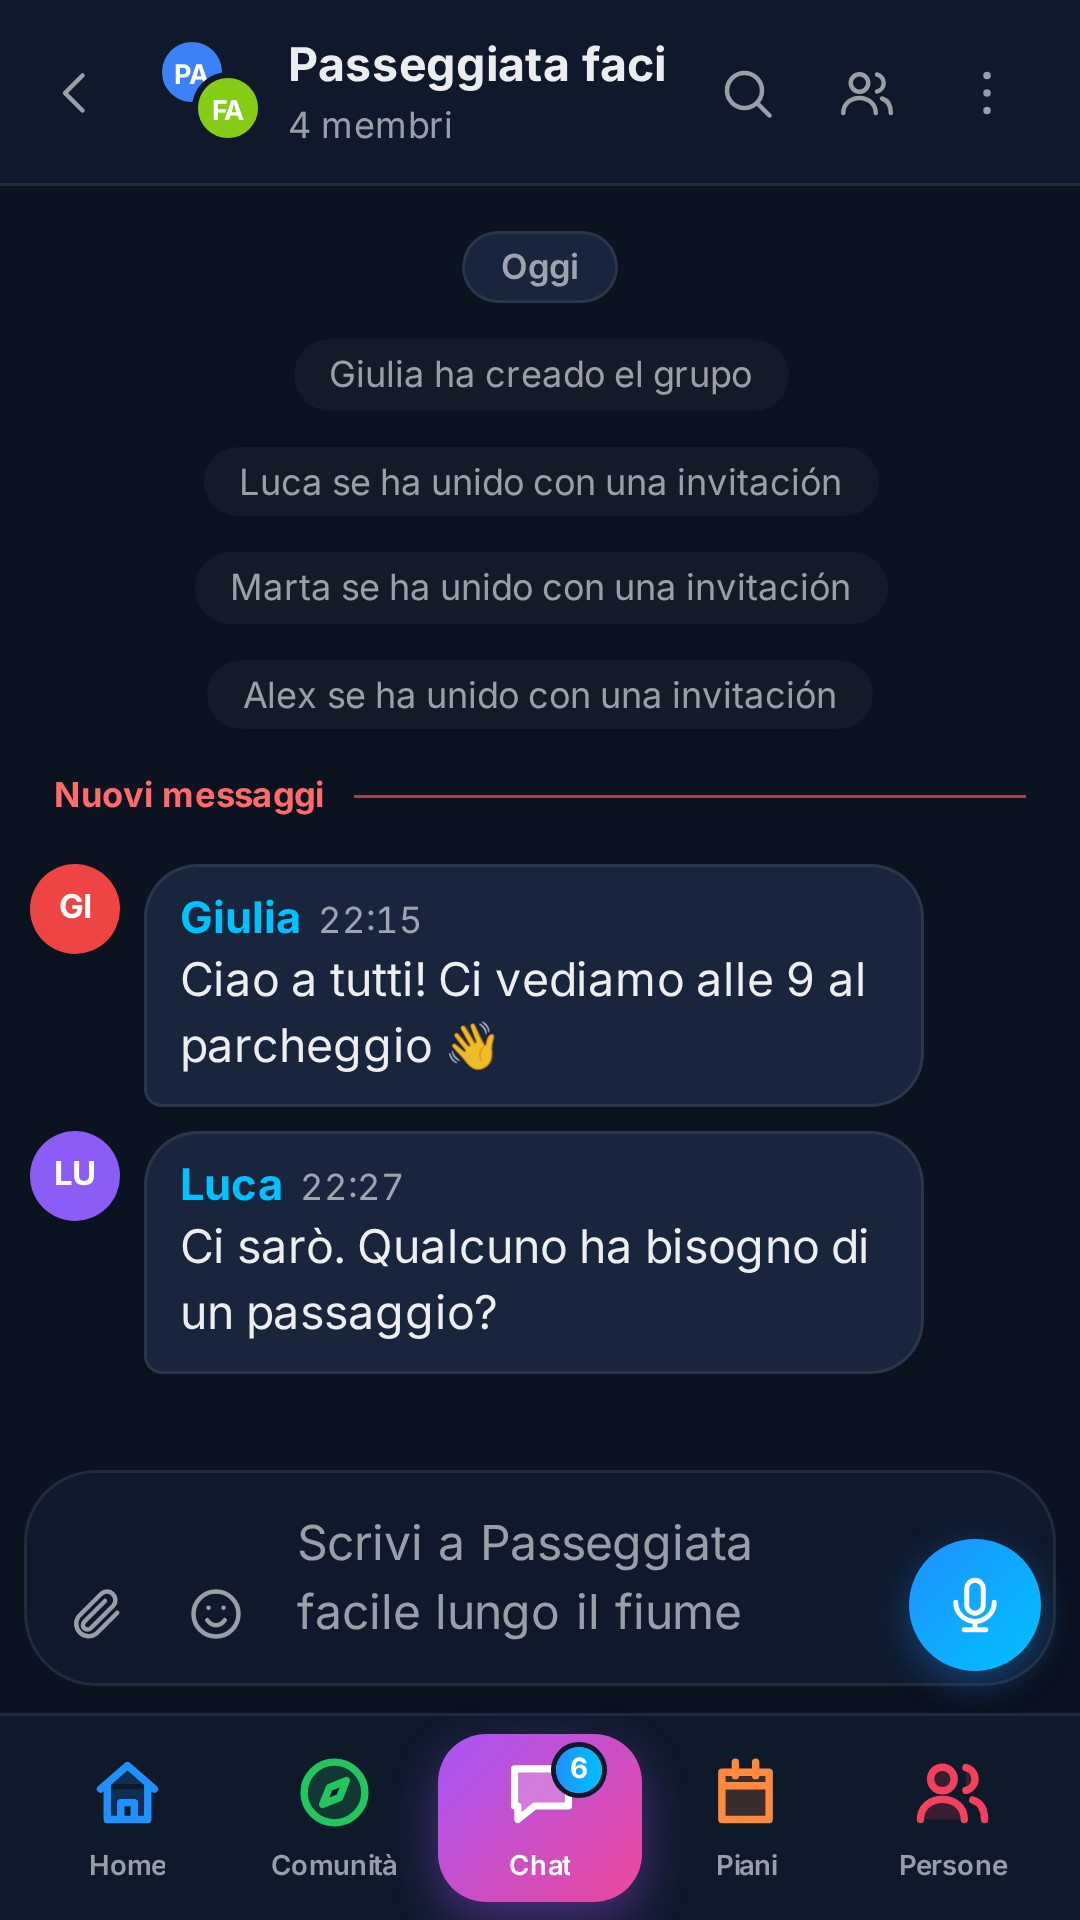 PA
FA
Passeggiata faci
4 membri
Oggi
Giulia ha creado el grupo
Luca se ha unido con una invitación
Marta se ha unido con una invitación
Alex se ha unido con una invitación
Nuovi messaggi
GI
Giulia 22:15
Ciao a tutti! Ci vediamo alle 9 al
parcheggio 👋
LU
Luca 22:27
Ci sarò. Qualcuno ha bisogno di
un passaggio?
Scrivi a Passeggiata
facile lungo il fiume
6
Home
Comunità
Chat
Piani
Persone